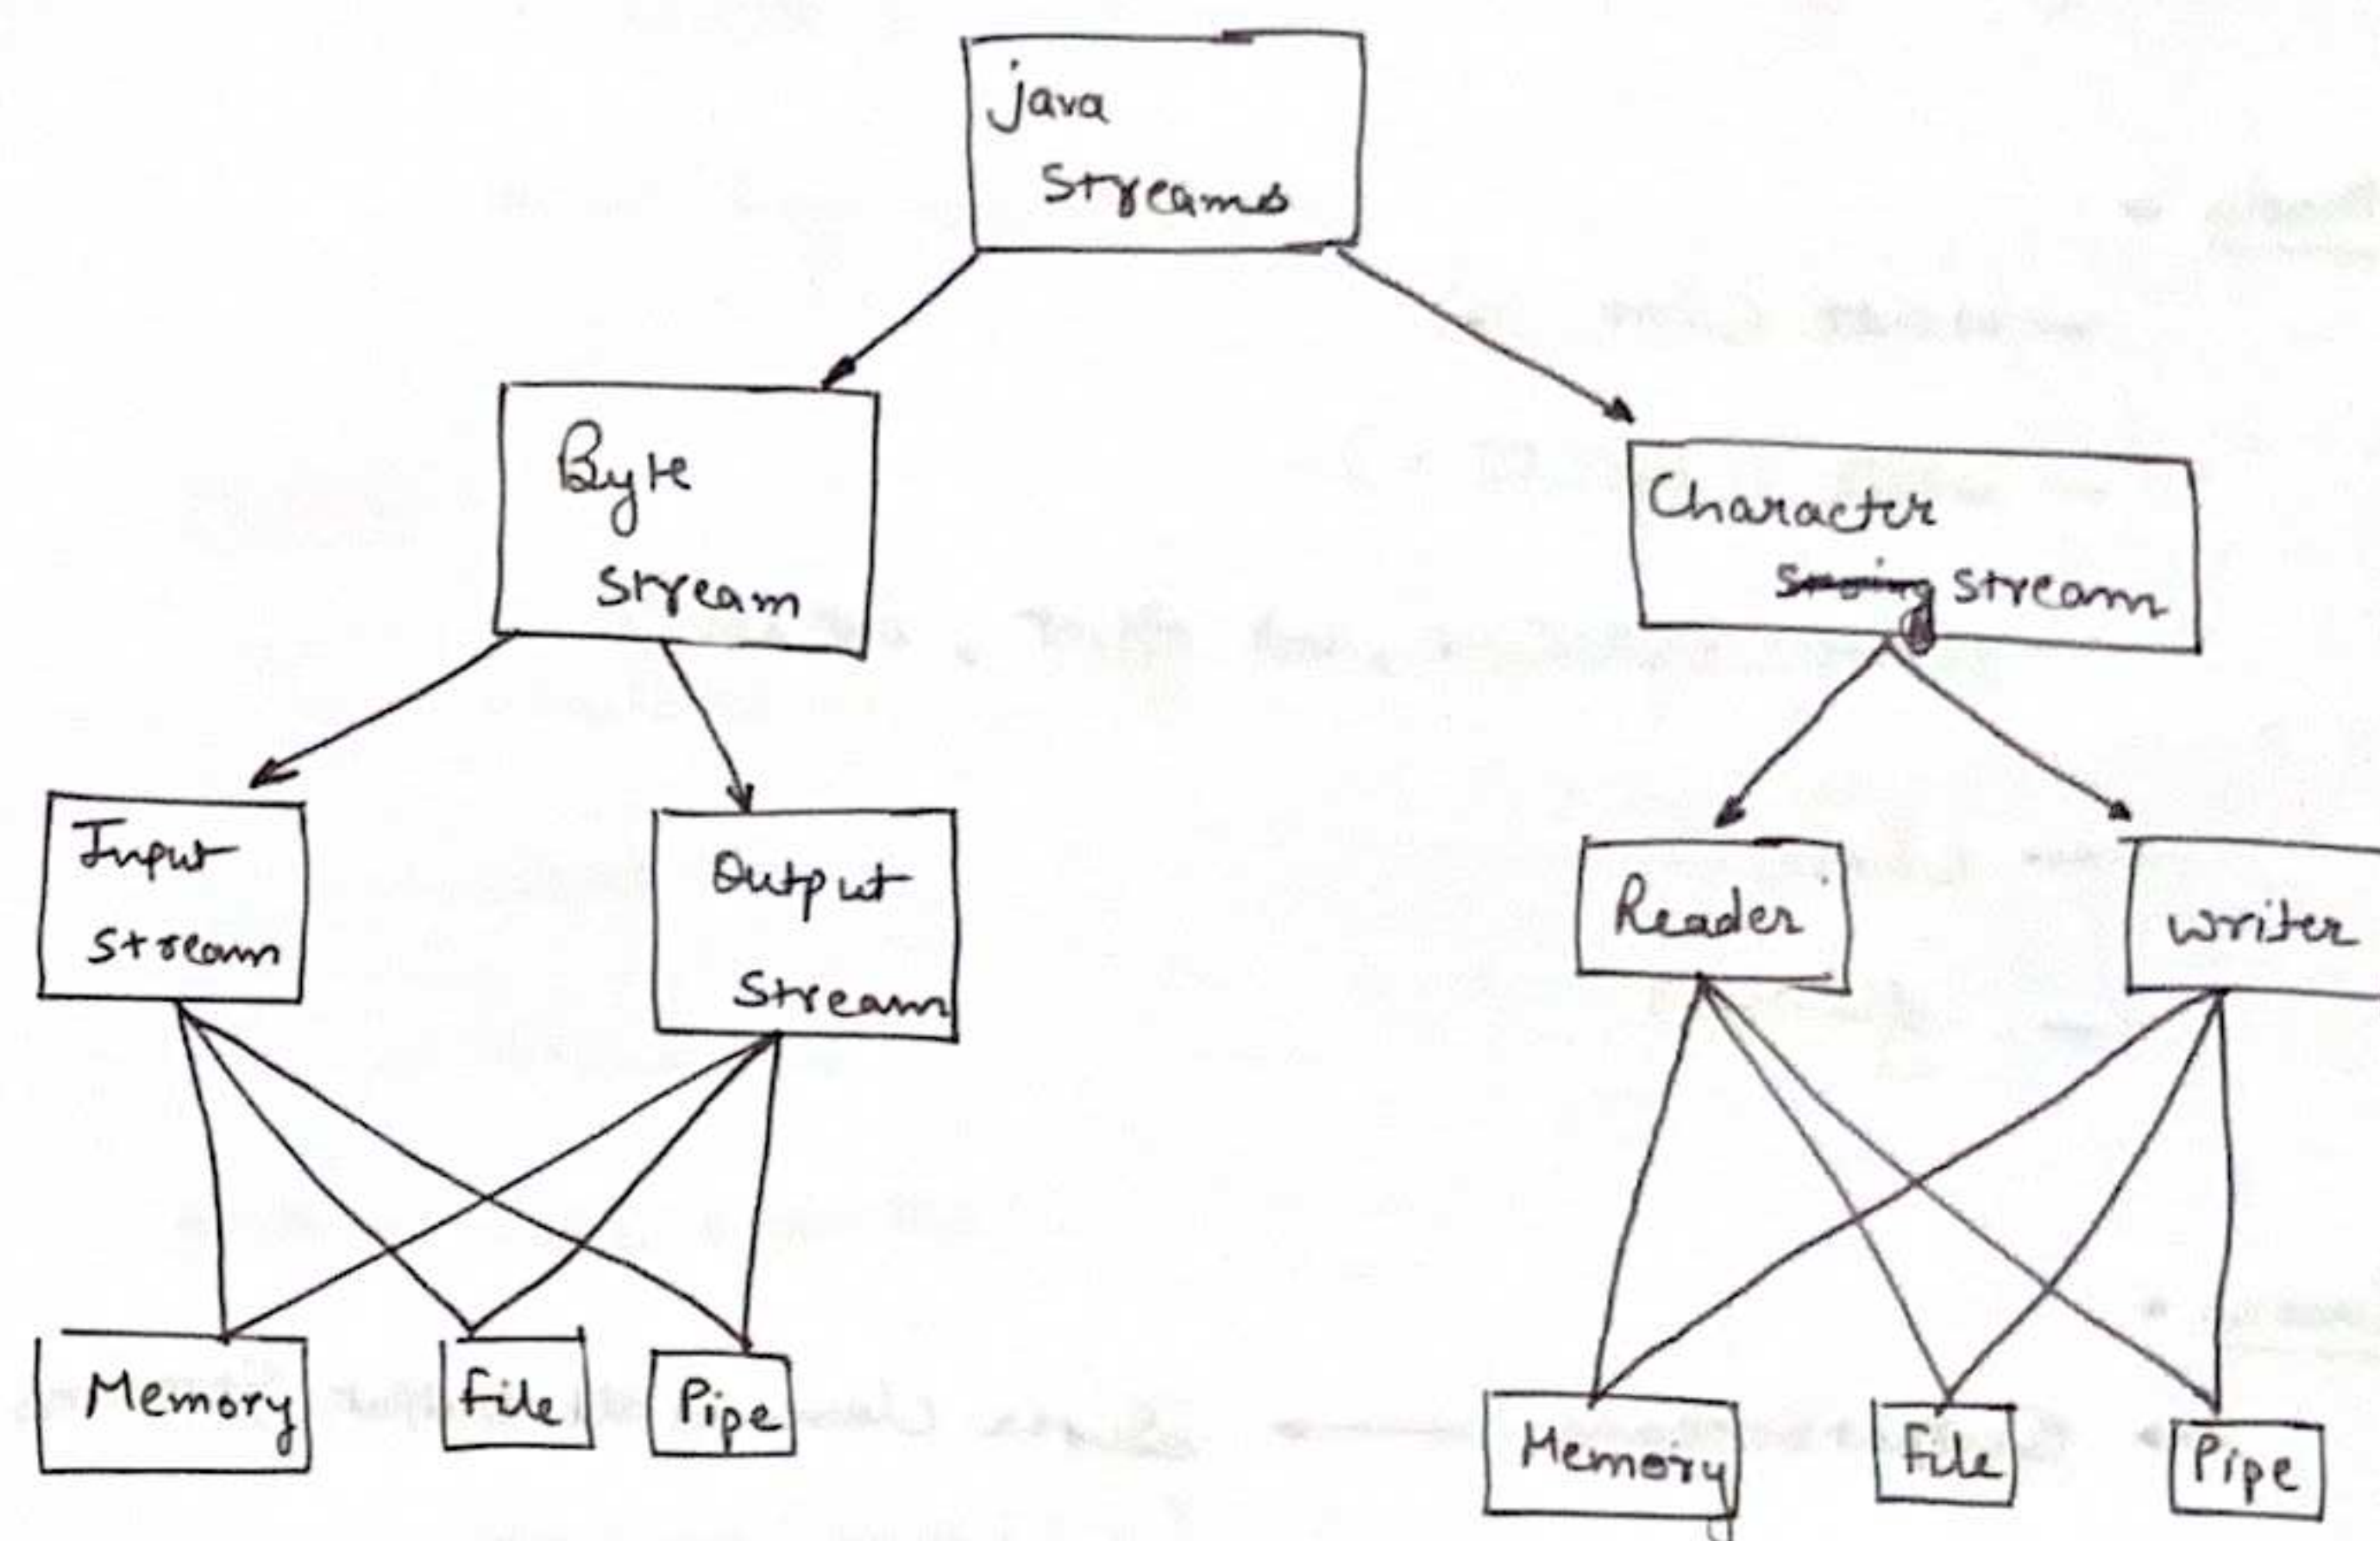 java
streams
Byte
stream
Character
stream
Input
stream
Output
stream
Reader
writer
Memory
File
Pipe
Memory
File
Pipe